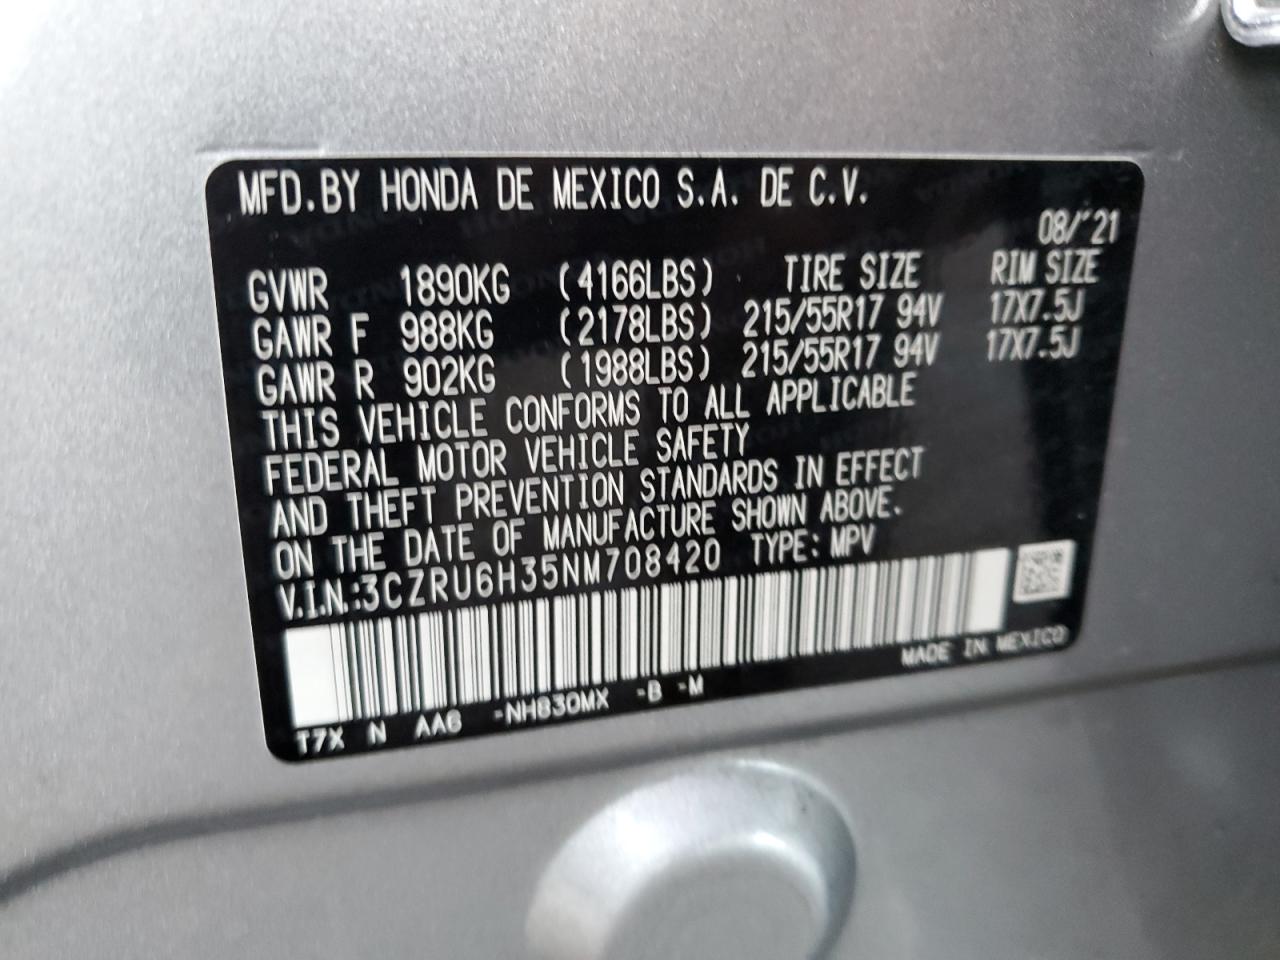 MFD.BY HONDA DE MEXICO S.A. DE C.V.
08/'21
GVWR 1890KG (4166LBS) TIRE SIZE RIM SIZE
GAWR F 988KG (2178LBS) 215/55R17 94V 17X7.5J
GAWR R 902KG (1988LBS) 215/55R17 94V 17X7.5J
THIS VEHICLE CONFORMS TO ALL APPLICABLE
FEDERAL MOTOR VEHICLE SAFETY
AND THEFT PREVENTION STANDARDS IN EFFECT
ON THE DATE OF MANUFACTURE SHOWN ABOVE.
V.I.N.:3CZRU6H35NM708420 TYPE: MPV
MADE IN MEXICO
T7X N AA6 -NH830MX -B -M